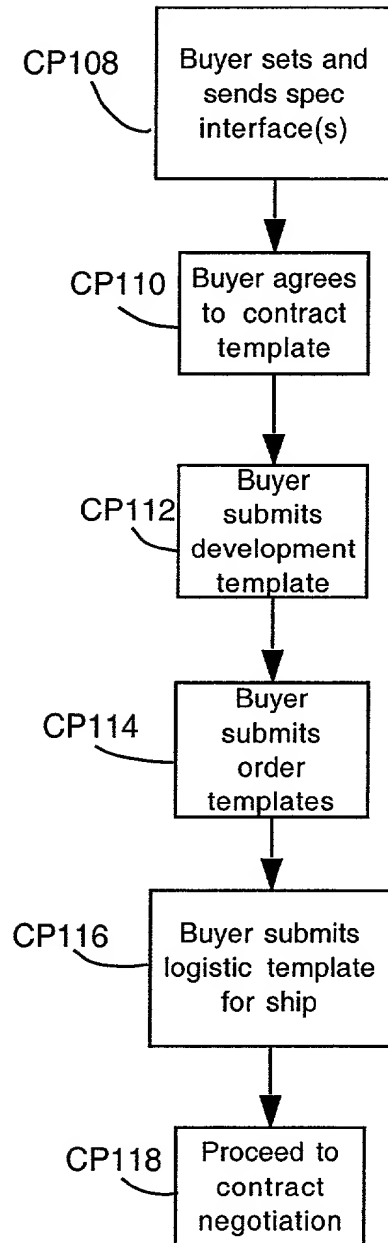 CP108
Buyer sets and
sends spec
interface(s)
CP110
Buyer agrees
to contract
template
CP112
Buyer
submits
development
template
CP114
Buyer
submits
order
templates
CP116
Buyer submits
logistic template
for ship
CP118
Proceed to
contract
negotiation